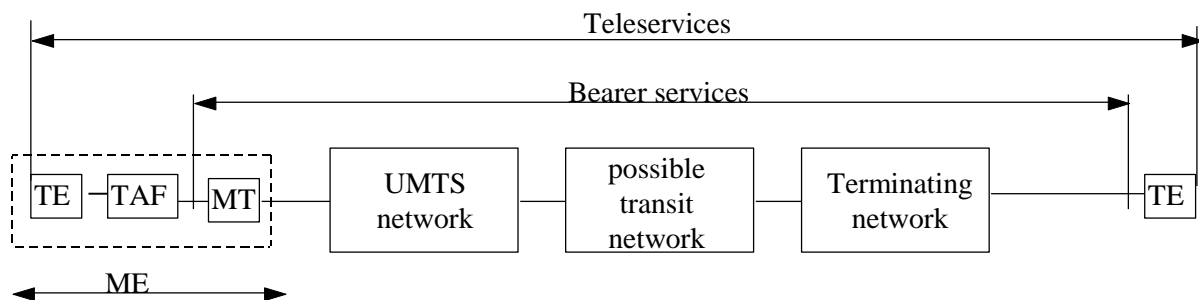 Teleservices
Bearer services
TE
TAF
MT
UMTS
network
possible
transit
network
Terminating
network
TE
ME